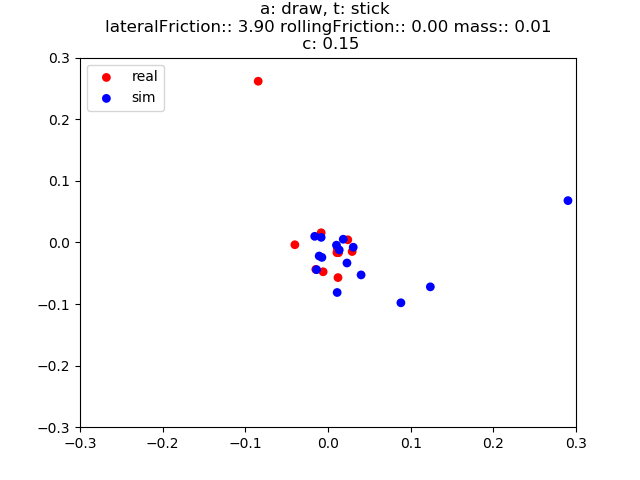 a: draw, t: stick
lateralFriction:: 3.90 rollingFriction:: 0.00 mass:: 0.01
c: 0.15
real
sim
0.3
0.2
0.1
0.0
−0.1
−0.2
−0.3
−0.3
−0.2
−0.1
0.0
0.1
0.2
0.3